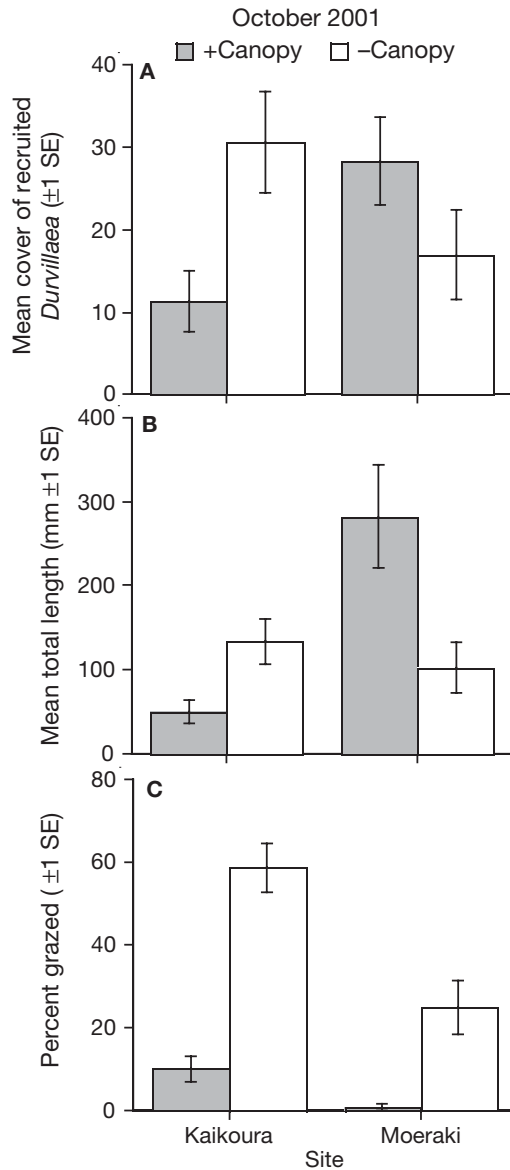 October 2001
+Canopy –Canopy
A
40
30
20
10
0
Mean cover of recruited
Durvillaea (±1 SE)
B
400
300
200
100
0
Mean total length (mm ±1 SE)
C
80
60
40
20
0
Percent grazed ( ±1 SE)
Kaikoura Moeraki
Site